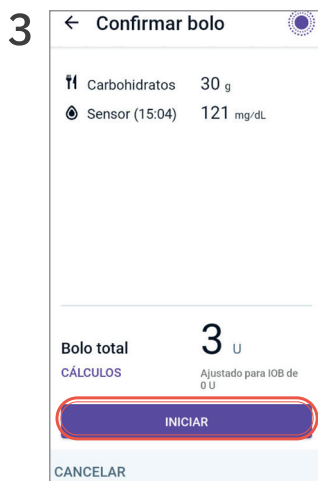 3
← Confirmar bolo
Carbohidratos 30 g
Sensor (15:04) 121 mg/dL
Bolo total 3 U
CÁLCULOS Ajustado para IOB de
0 U
INICIAR
CANCELAR